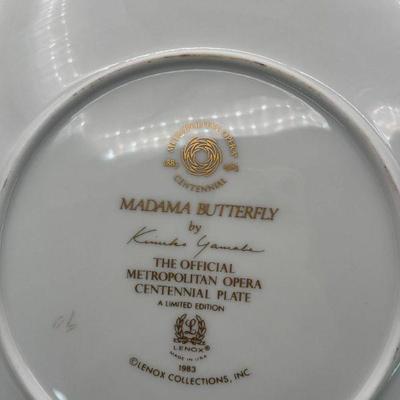 METROPOLITAN OPERA
CENTENNIAL
MADAMA BUTTERFLY
by
THE OFFICIAL
METROPOLITAN OPERA
CENTENNIAL PLATE
A LIMITED EDITION
L
LENOX®
MADE IN U.S.A.
1983
©LENOX COLLECTIONS, INC.